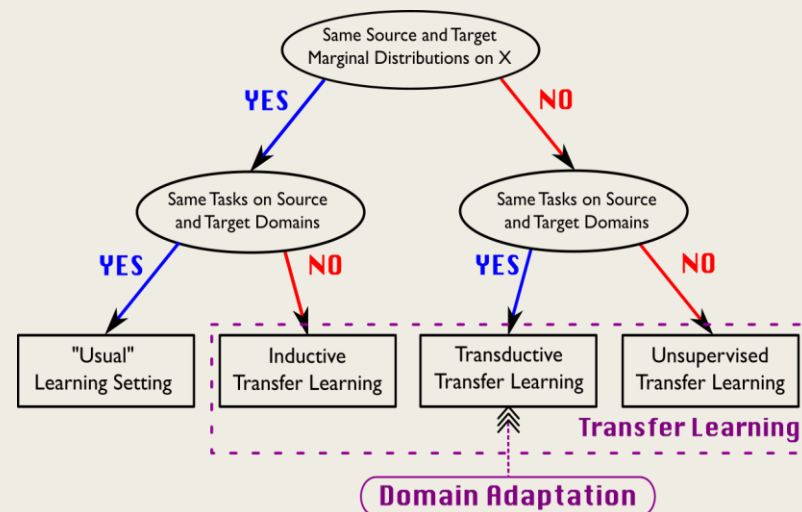 Same Source and Target
Marginal Distributions on X
YES
NO
Same Tasks on Source
and Target Domains
Same Tasks on Source
and Target Domains
YES
NO
YES
NO
"Usual"
Learning Setting
Inductive
Transfer Learning
Transductive
Transfer Learning
Unsupervised
Transfer Learning
Transfer Learning
Domain Adaptation